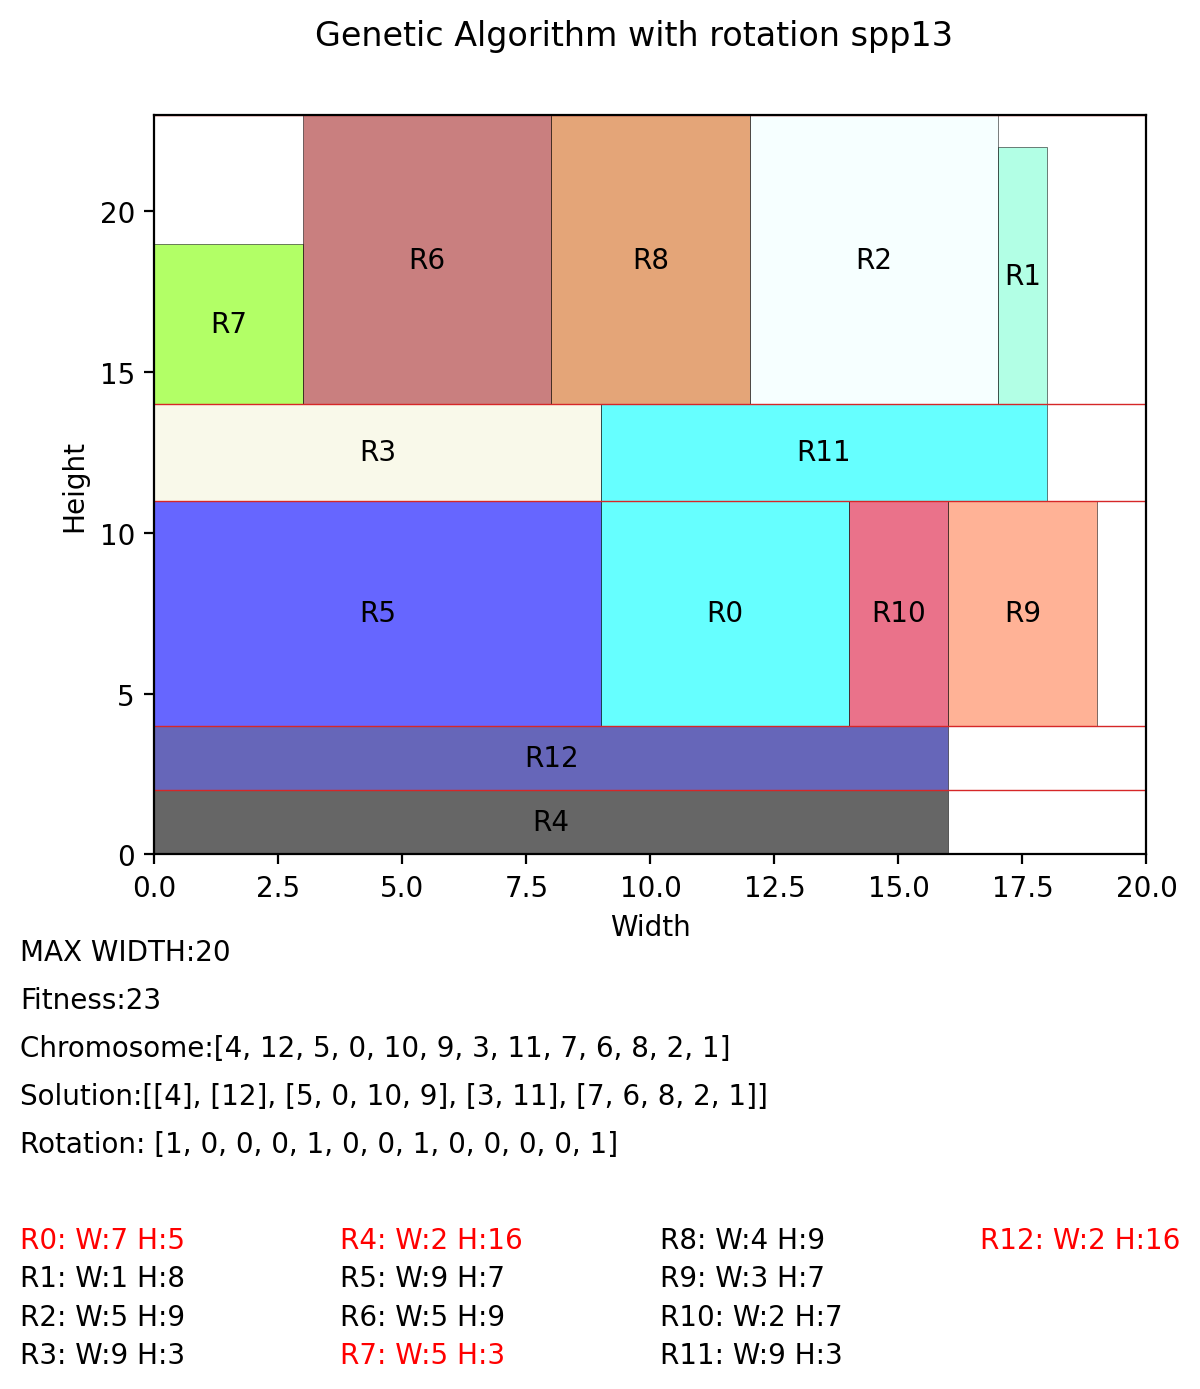 Genetic Algorithm with rotation spp13
20
15
10
5
0
Height
R7
R6
R8
R2
R1
R3
R11
R5
R0
R10
R9
R12
R4
0.0 2.5 5.0 7.5 10.0 12.5 15.0 17.5 20.0
Width
MAX WIDTH:20
Fitness:23
Chromosome:[4, 12, 5, 0, 10, 9, 3, 11, 7, 6, 8, 2, 1]
Solution:[[4], [12], [5, 0, 10, 9], [3, 11], [7, 6, 8, 2, 1]]
Rotation: [1, 0, 0, 0, 1, 0, 0, 1, 0, 0, 0, 0, 1]
R0: W:7 H:5
R1: W:1 H:8
R2: W:5 H:9
R3: W:9 H:3
R4: W:2 H:16
R5: W:9 H:7
R6: W:5 H:9
R7: W:5 H:3
R8: W:4 H:9
R9: W:3 H:7
R10: W:2 H:7
R11: W:9 H:3
R12: W:2 H:16